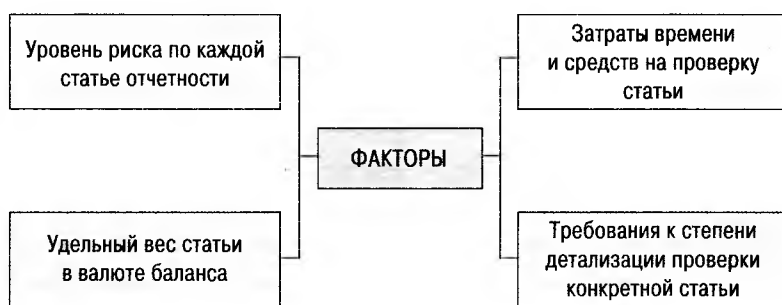 Уровень риска по каждой
статье отчетности
Затраты времени
и средств на проверку
статьи
ФАКТОРЫ
Удельный вес статьи
в валюте баланса
Требования к степени
детализации проверки
конкретной статьи